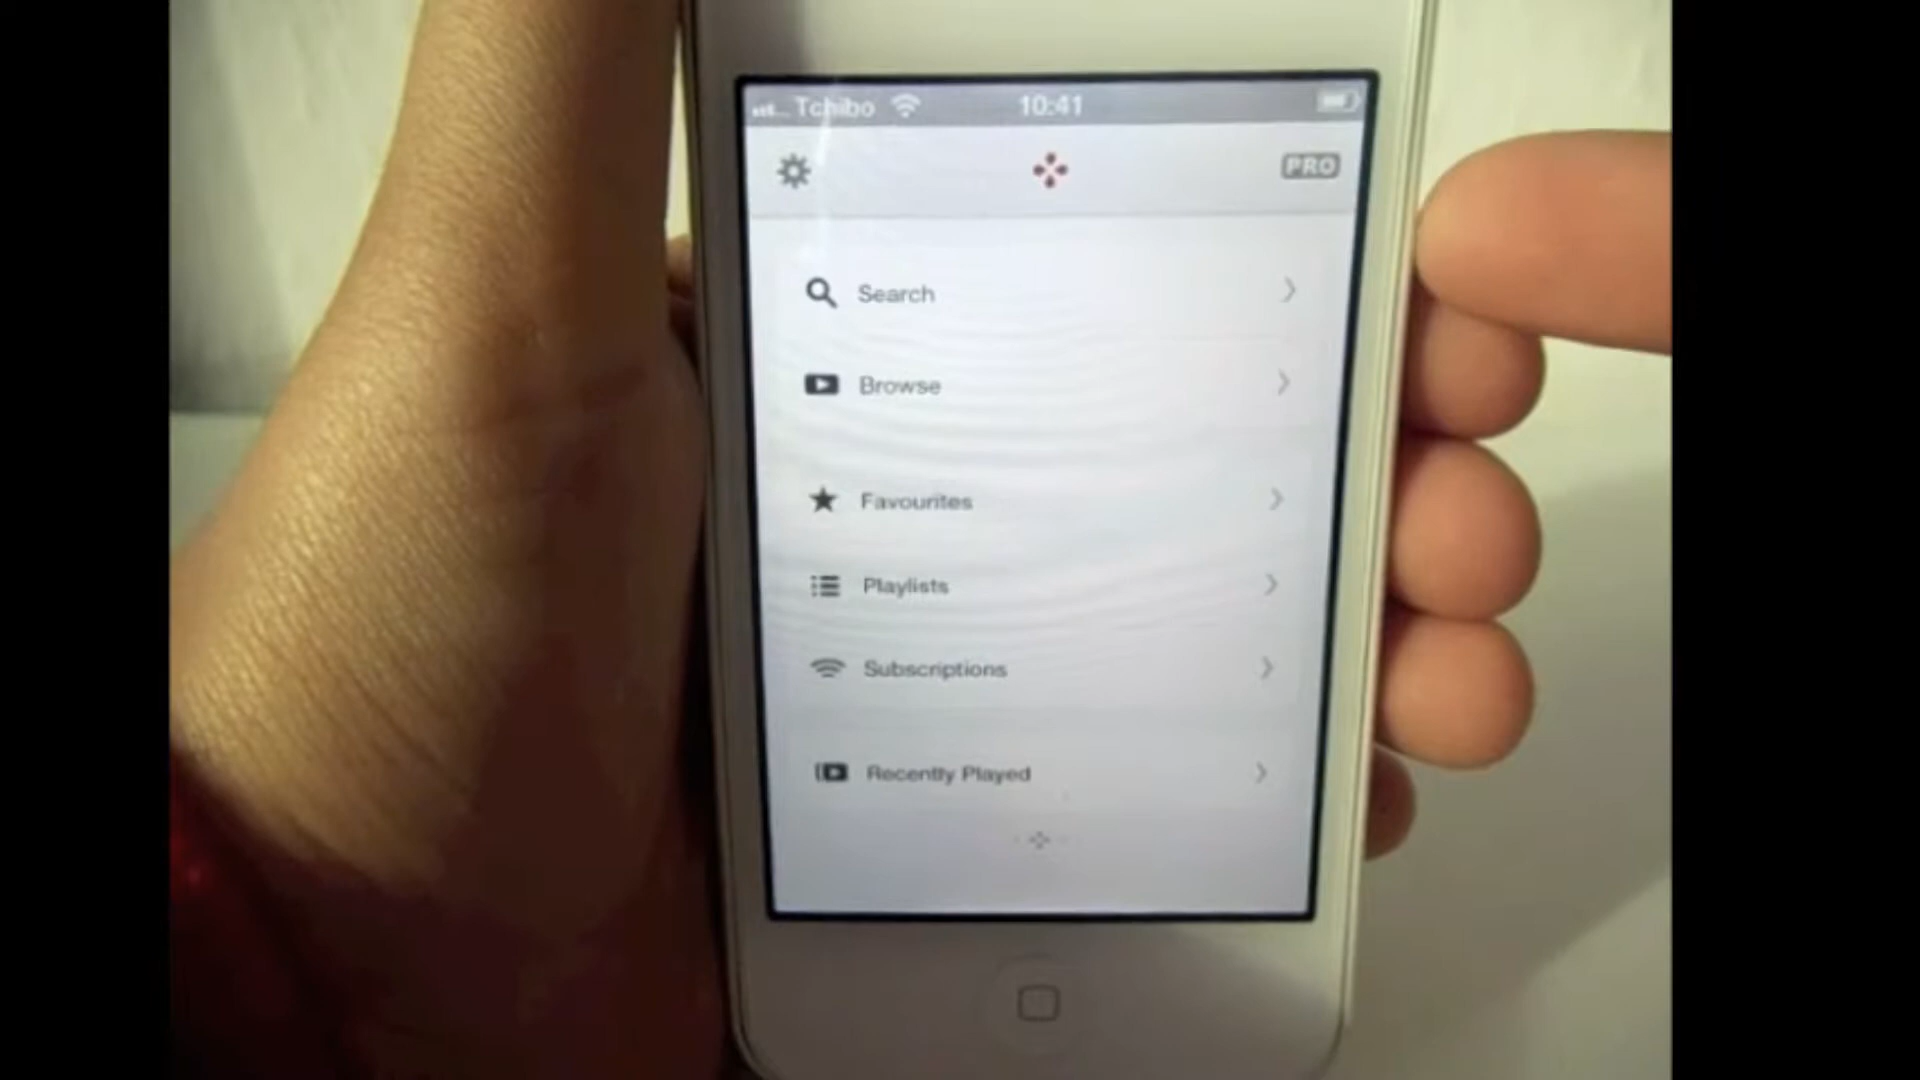 Tchibo 10:41
PRO
Search
Browse
Favourites
Playlists
Subscriptions
Recently Played